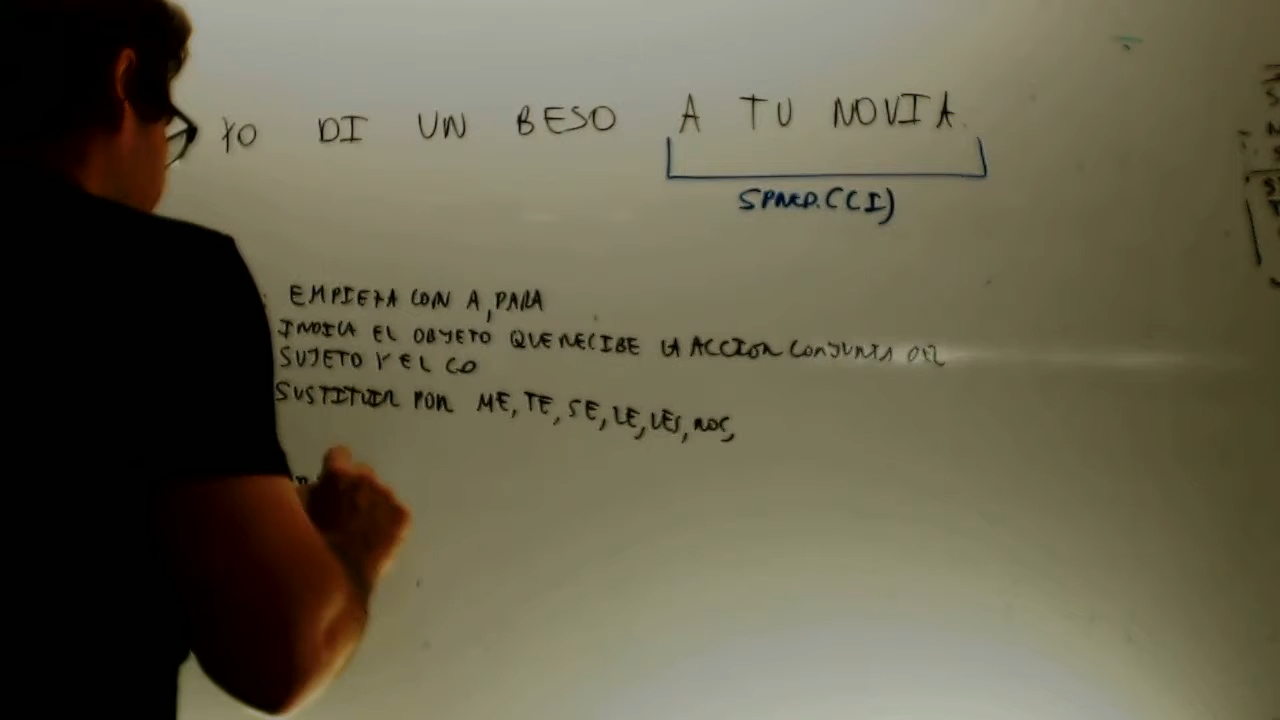 YO DI UN BESO A TU NOVIA.
SPREP. (CI)
EMPIEZA CON A, PARA
INDICA EL OBJETO QUE RECIBE LA ACCION CONJUNTA DEL
SUJETO Y EL CD
SUSTITUIR POR ME, TE, SE, LE, LES, NOS,